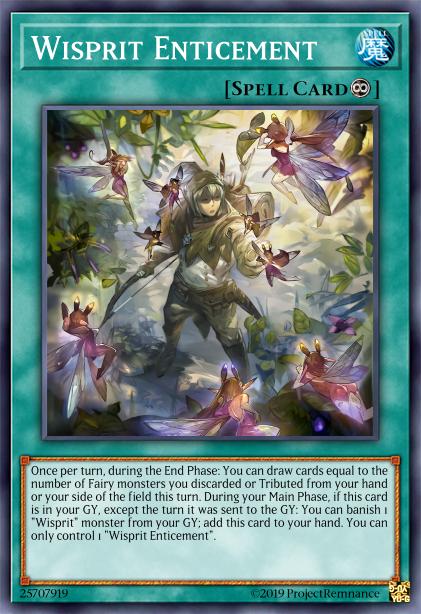 Wisprit Enticement
SPELL
魔
[Spell Card]
Once per turn, during the End Phase: You can draw cards equal to the
number of Fairy monsters you discarded or Tributed from your hand
or your side of the field this turn. During your Main Phase, if this card
is in your GY, except the turn it was sent to the GY: You can banish 1
"Wisprit" monster from your GY; add this card to your hand. You can
only control 1 "Wisprit Enticement".
25707919
©2019 ProjectRemnance